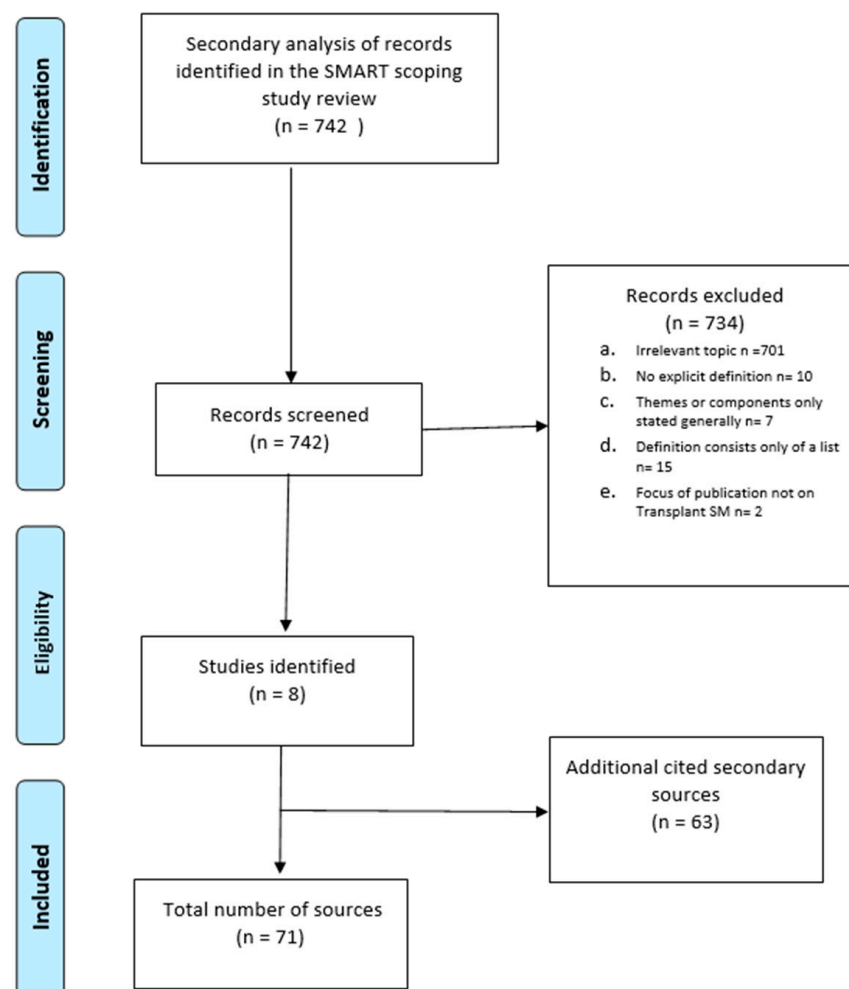 Identification
Secondary analysis of records
identified in the SMART scoping
study review
(n = 742 )
Screening
Records excluded
(n = 734)
a. Irrelevant topic n =701
b. No explicit definition n= 10
c. Themes or components only
stated generally n= 7
d. Definition consists only of a list
n= 15
e. Focus of publication not on
Transplant SM n= 2
Records screened
(n = 742)
Eligibility
Studies identified
(n = 8)
Additional cited secondary
sources
(n = 63)
Included
Total number of sources
(n = 71)